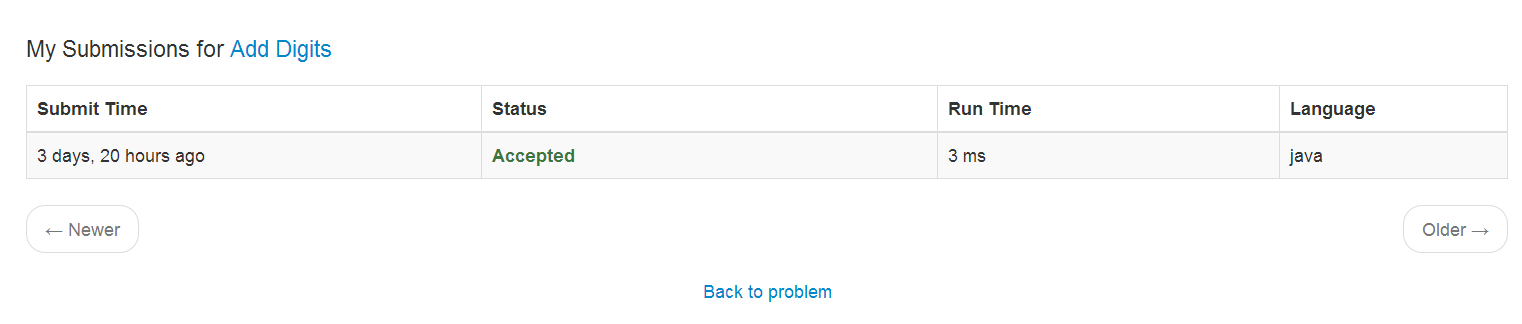 My Submissions for Add Digits
Submit Time Status Run Time Language
3 days, 20 hours ago Accepted 3 ms java
← Newer Older →
Back to problem